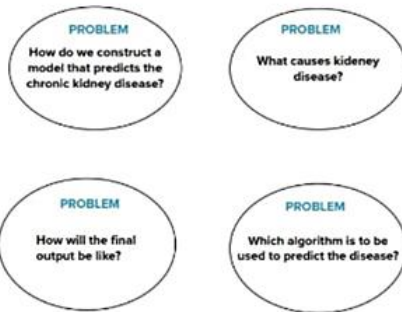 PROBLEM
How do we construct a
model that predicts the
chronic kidney disease?
PROBLEM
What causes kideney
disease?
PROBLEM
How will the final
output be like?
PROBLEM
Which algorithm is to be
used to predict the disease?